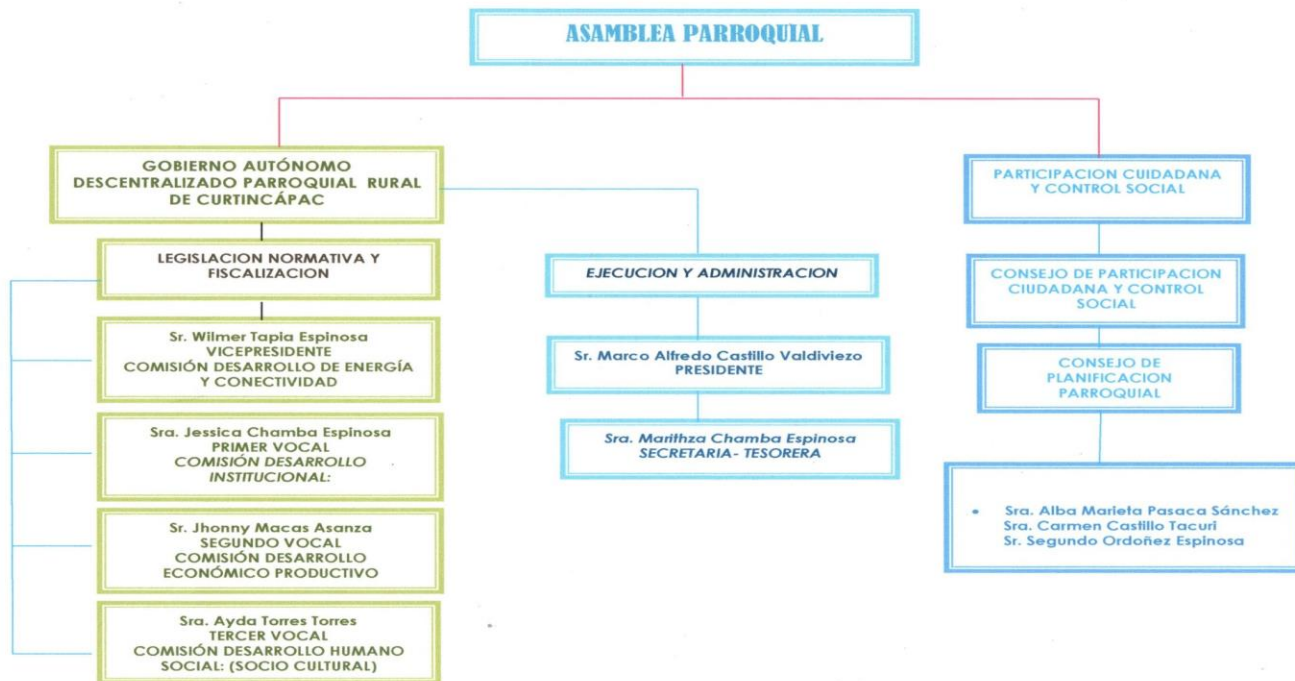 ASAMBLEA PARROQUIAL
GOBIERNO AUTÓNOMO
DESCENTRALIZADO PARROQUIAL RURAL
DE CURTINCÁPAC
LEGISLACION NORMATIVA Y
FISCALIZACION
Sr. Wilmer Tapia Espinosa
VICEPRESIDENTE
COMISIÓN DESARROLLO DE ENERGÍA
Y CONECTIVIDAD
Sra. Jessica Chamba Espinosa
PRIMER VOCAL
COMISIÓN DESARROLLO
INSTITUCIONAL:
Sr. Jhonny Macas Asanza
SEGUNDO VOCAL
COMISIÓN DESARROLLO
ECONÓMICO PRODUCTIVO
Sra. Ayda Torres Torres
TERCER VOCAL
COMISIÓN DESARROLLO HUMANO
SOCIAL: (SOCIO CULTURAL)
EJECUCION Y ADMINISTRACION
Sr. Marco Alfredo Castillo Valdiviezo
PRESIDENTE
Sra. Marithza Chamba Espinosa
SECRETARIA- TESORERA
PARTICIPACION CUIDADANA
Y CONTROL SOCIAL
CONSEJO DE PARTICIPACION
CIUDADANA Y CONTROL
SOCIAL
CONSEJO DE
PLANIFICACION
PARROQUIAL
• Sra. Alba Marieta Pasaca Sánchez
Sra. Carmen Castillo Tacuri
Sr. Segundo Ordoñez Espinosa